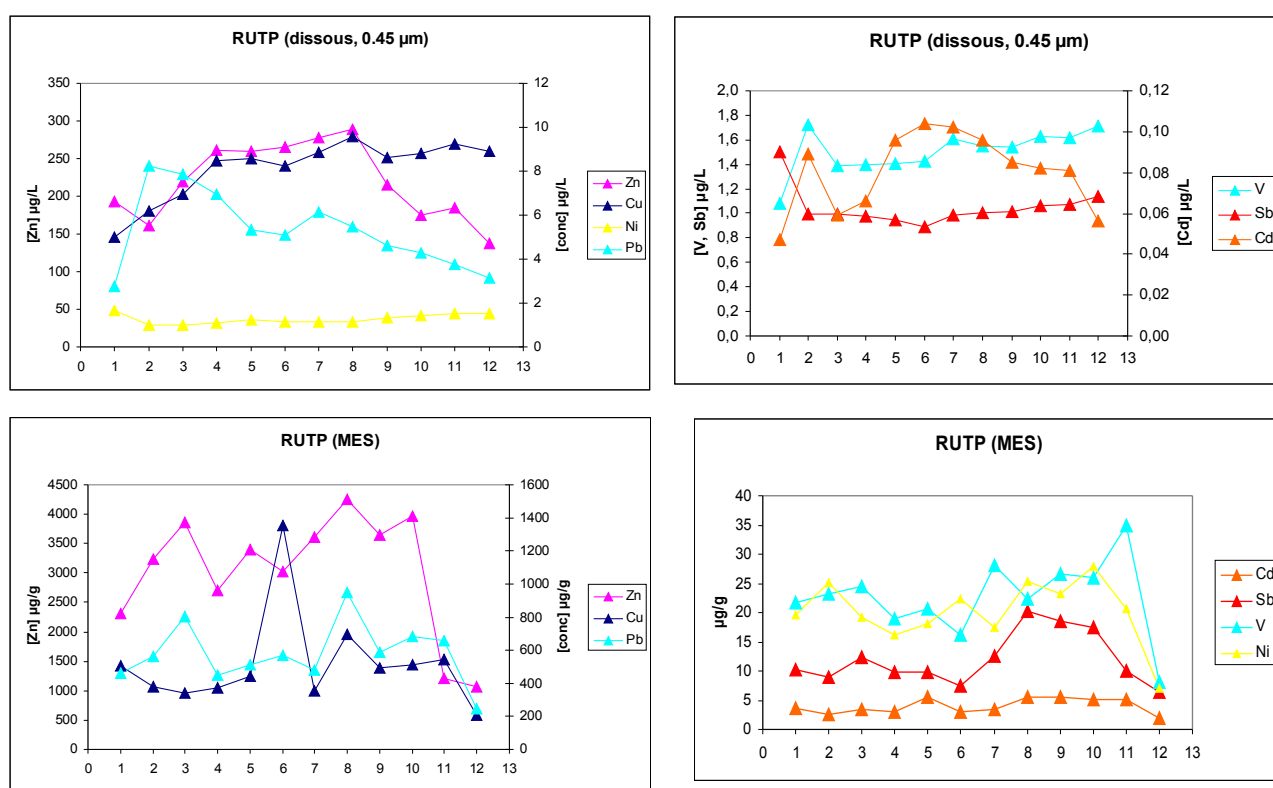 RUTP (dissous, 0.45 µm)
350
300
250
200
150
100
50
0
[Zn] µg/L
12
10
8
6
4
2
0
[conc] µg/L
0 1 2 3 4 5 6 7 8 9 10 11 12 13
Zn
Cu
Ni
Pb
RUTP (dissous, 0.45 µm)
2,0
1,8
1,6
1,4
1,2
1,0
0,8
0,6
0,4
0,2
0,0
[V, Sb] µg/L
0,12
0,10
0,08
0,06
0,04
0,02
0,00
[Cd] µg/L
0 1 2 3 4 5 6 7 8 9 10 11 12 13
V
Sb
Cd
RUTP (MES)
4500
4000
3500
3000
2500
2000
1500
1000
500
0
[Zn] µg/g
1600
1400
1200
1000
800
600
400
200
0
[conc] µg/g
0 1 2 3 4 5 6 7 8 9 10 11 12 13
Zn
Cu
Pb
RUTP (MES)
40
35
30
25
20
15
10
5
0
µg/g
0 1 2 3 4 5 6 7 8 9 10 11 12 13
Cd
Sb
V
Ni